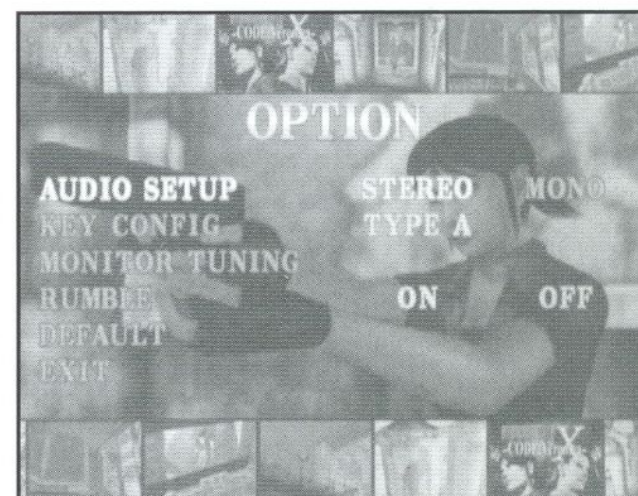 OPTION
AUDIO SETUP STEREO MONO
KEY CONFIG TYPE A
MONITOR TUNING
RUMBLE ON OFF
DEFAULT
EXIT